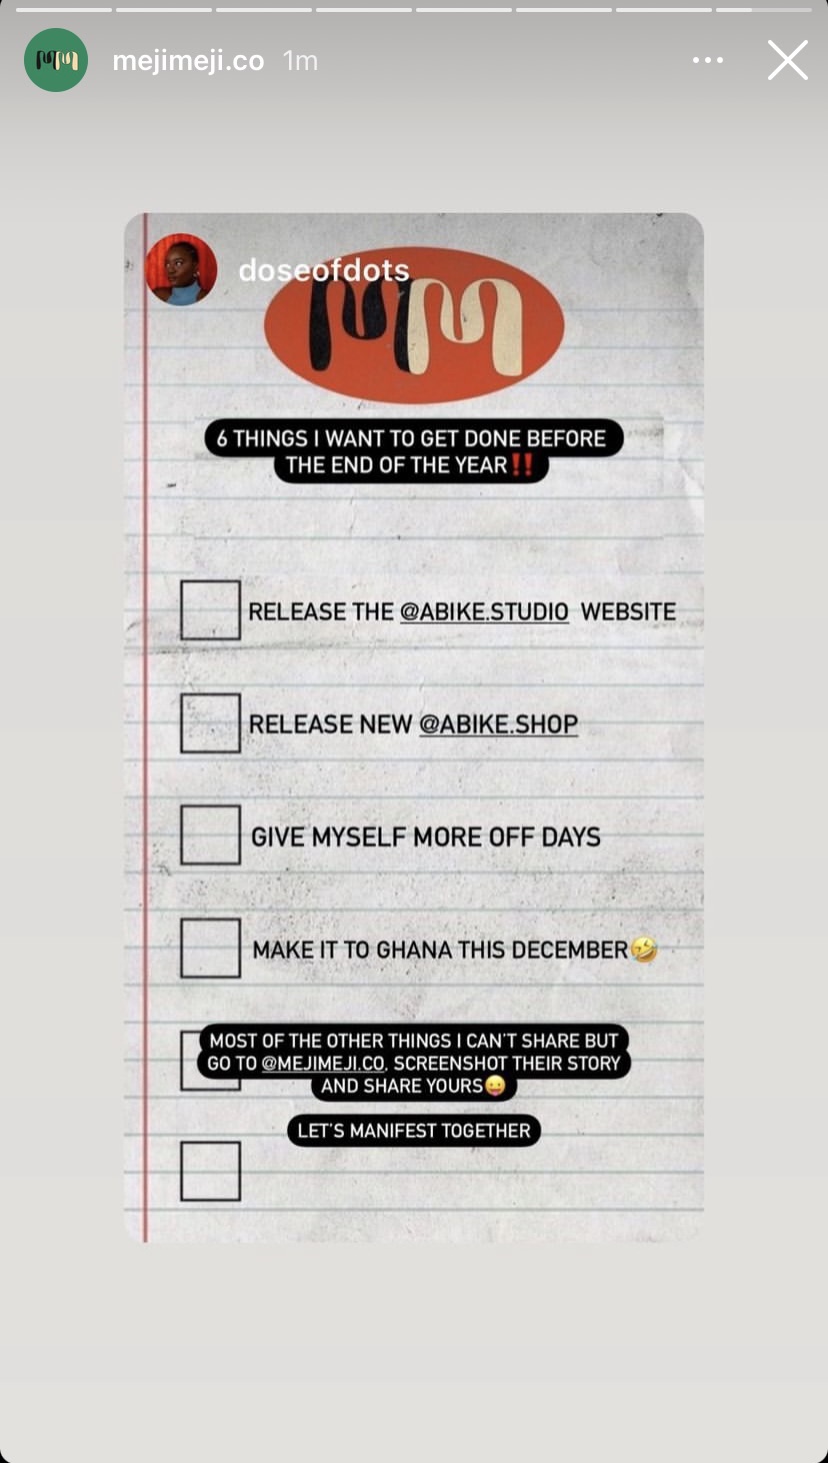 mejimeji.co 1m
doseofdots
MM
6 THINGS I WANT TO GET DONE BEFORE
THE END OF THE YEAR‼️
RELEASE THE @ABIKE.STUDIO WEBSITE
RELEASE NEW @ABIKE.SHOP
GIVE MYSELF MORE OFF DAYS
MAKE IT TO GHANA THIS DECEMBER🤣
MOST OF THE OTHER THINGS I CAN'T SHARE BUT
GO TO @MEJIMEJI.CO. SCREENSHOT THEIR STORY
AND SHARE YOURS😛
LET'S MANIFEST TOGETHER